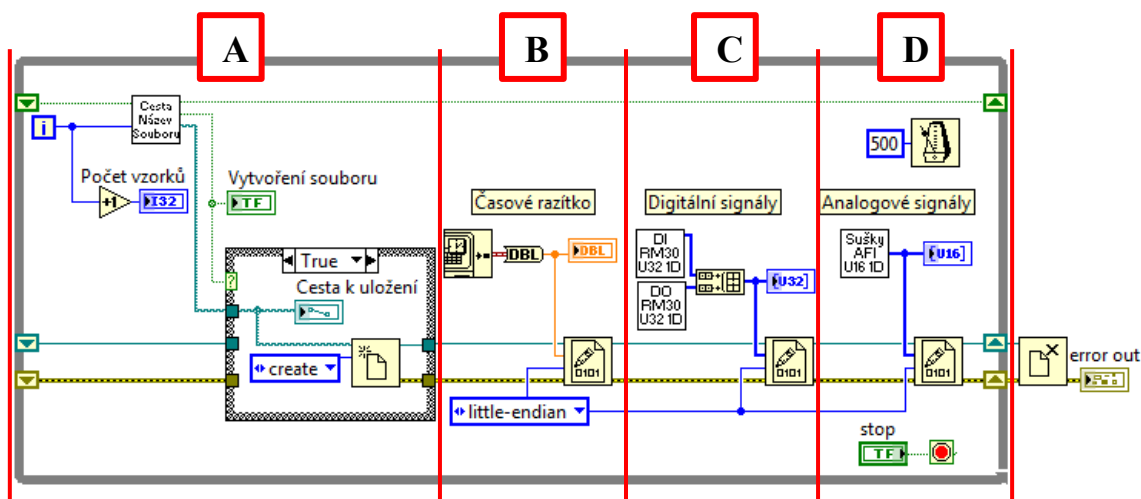 A
B
C
D
i
Cesta
Název
Souboru
Počet vzorků
+1
I32
Vytvoření souboru
TF
True
?
Cesta k uložení
create
Časové razítko
DBL
DBL
0101
little-endian
Digitální signály
DI
RM30
U32 1D
DO
RM30
U32 1D
[U32]
0101
500
Analogové signály
Sušky
AFI
U16 1D
[U16]
0101
stop
TF
error out